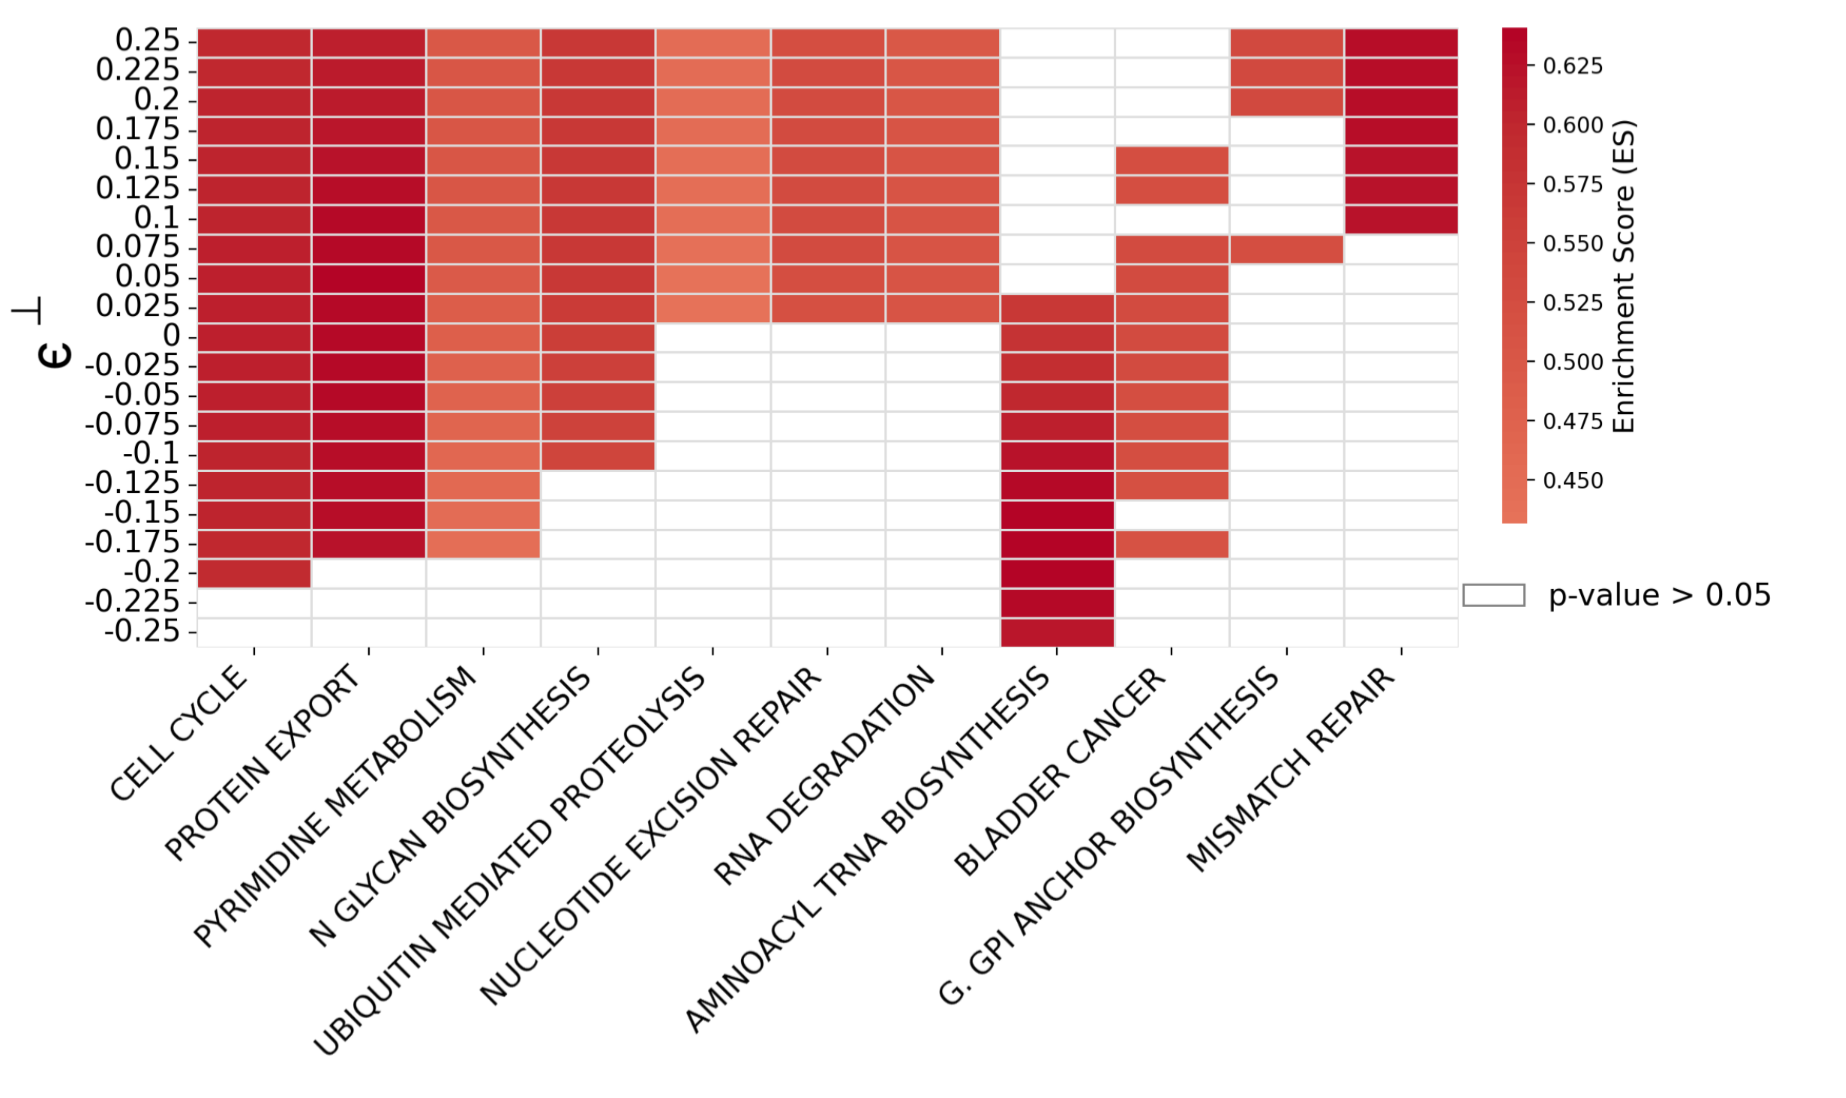 0.25
0.225
0.2
0.175
0.15
0.125
0.1
0.075
0.05
0.025
0
-0.025
-0.05
-0.075
-0.1
-0.125
-0.15
-0.175
-0.2
-0.225
-0.25
ϵ ⊥
CELL CYCLE
PROTEIN EXPORT
PYRIMIDINE METABOLISM
N GLYCAN BIOSYNTHESIS
UBIQUITIN MEDIATED PROTEOLYSIS
NUCLEOTIDE EXCISION REPAIR
RNA DEGRADATION
AMINOACYL TRNA BIOSYNTHESIS
BLADDER CANCER
G. GPI ANCHOR BIOSYNTHESIS
MISMATCH REPAIR
0.625
0.600
0.575
0.550
0.525
0.500
0.475
0.450
Enrichment Score (ES)
p-value > 0.05